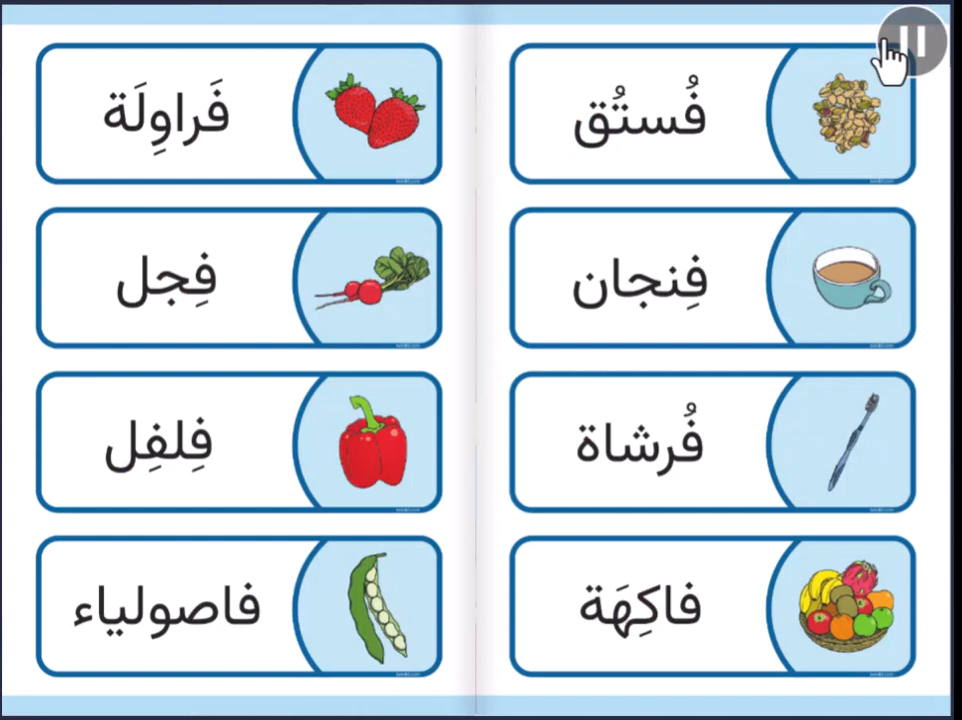 فُستُق
فِنجان
فُرشاة
فاكِهَة
فَراوِلَة
فِجل
فِلفِل
فاصولياء